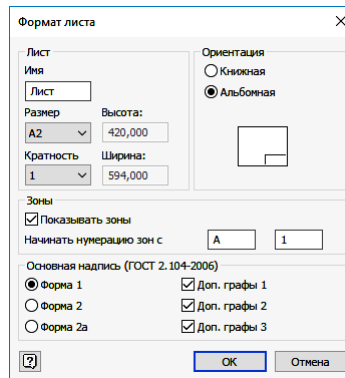 Формат листа
Лист
Имя
Лист
Размер Высота:
A2 420,000
Кратность Ширина:
1 594,000
Ориентация
Книжная
Альбомная
Зоны
Показывать зоны
Начинать нумерацию зон с A 1
Основная надпись (ГОСТ 2.104-2006)
Форма 1 Доп. графы 1
Форма 2 Доп. графы 2
Форма 2а Доп. графы 3
? OK Отмена